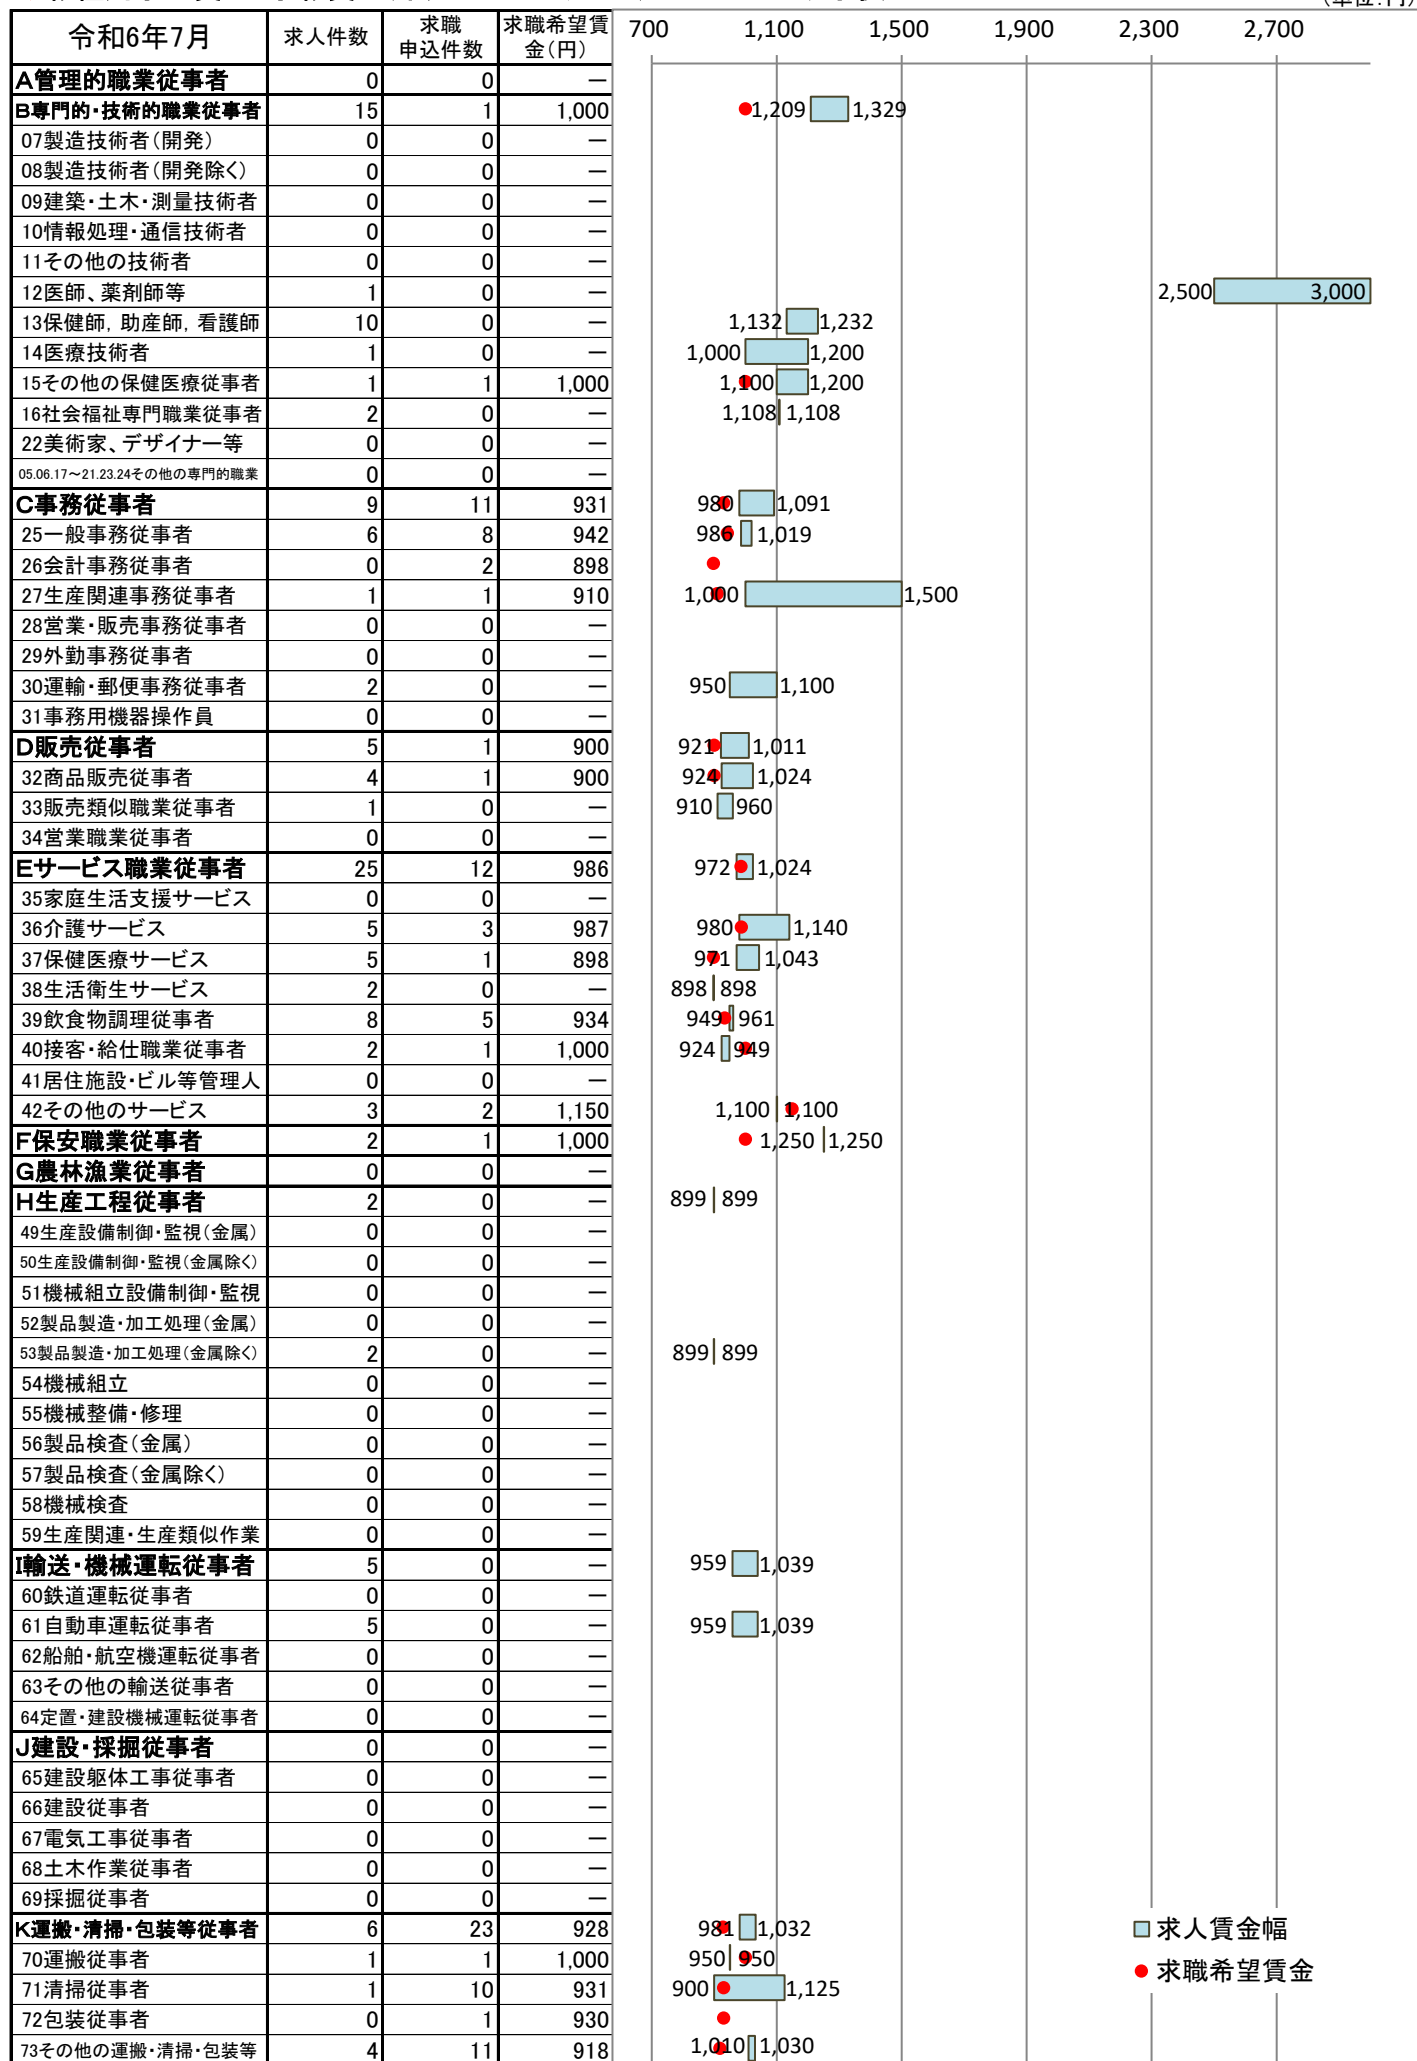 (単位：円)
令和6年7月 求人件数 求職申込件数 求職希望賃金(円) 700 1,100 1,500 1,900 2,300 2,700
A管理的職業従事者 0 0 ―
B専門的・技術的職業従事者 15 1 1,000 1,209 1,329
07製造技術者(開発) 0 0 ―
08製造技術者(開発除く) 0 0 ―
09建築・土木・測量技術者 0 0 ―
10情報処理・通信技術者 0 0 ―
11その他の技術者 0 0 ―
12医師、薬剤師等 1 0 ― 2,500 3,000
13保健師, 助産師, 看護師 10 0 ― 1,132 1,232
14医療技術者 1 0 ― 1,000 1,200
15その他の保健医療従事者 1 1 1,000 1,100 1,200
16社会福祉専門職業従事者 2 0 ― 1,108 1,108
22美術家、デザイナー等 0 0 ―
05.06.17～21.23.24その他の専門的職業 0 0 ―
C事務従事者 9 11 931 980 1,091
25一般事務従事者 6 8 942 986 1,019
26会計事務従事者 0 2 898
27生産関連事務従事者 1 1 910 1,000 1,500
28営業・販売事務従事者 0 0 ―
29外勤事務従事者 0 0 ―
30運輸・郵便事務従事者 2 0 ― 950 1,100
31事務用機器操作員 0 0 ―
D販売従事者 5 1 900 921 1,011
32商品販売従事者 4 1 900 924 1,024
33販売類似職業従事者 1 0 ― 910 960
34営業職業従事者 0 0 ―
Eサービス職業従事者 25 12 986 972 1,024
35家庭生活支援サービス 0 0 ―
36介護サービス 5 3 987 980 1,140
37保健医療サービス 5 1 898 971 1,043
38生活衛生サービス 2 0 ― 898 898
39飲食物調理従事者 8 5 934 949 961
40接客・給仕職業従事者 2 1 1,000 924 949
41居住施設・ビル等管理人 0 0 ―
42その他のサービス 3 2 1,150 1,100 1,100
F保安職業従事者 2 1 1,000 1,250 1,250
G農林漁業従事者 0 0 ―
H生産工程従事者 2 0 ― 899 899
49生産設備制御・監視(金属) 0 0 ―
50生産設備制御・監視(金属除く) 0 0 ―
51機械組立設備制御・監視 0 0 ―
52製品製造・加工処理(金属) 0 0 ―
53製品製造・加工処理(金属除く) 2 0 ― 899 899
54機械組立 0 0 ―
55機械整備・修理 0 0 ―
56製品検査(金属) 0 0 ―
57製品検査(金属除く) 0 0 ―
58機械検査 0 0 ―
59生産関連・生産類似作業 0 0 ―
I輸送・機械運転従事者 5 0 ― 959 1,039
60鉄道運転従事者 0 0 ―
61自動車運転従事者 5 0 ― 959 1,039
62船舶・航空機運転従事者 0 0 ―
63その他の輸送従事者 0 0 ―
64定置・建設機械運転従事者 0 0 ―
J建設・採掘従事者 0 0 ―
65建設躯体工事従事者 0 0 ―
66建設従事者 0 0 ―
67電気工事従事者 0 0 ―
68土木作業従事者 0 0 ―
69採掘従事者 0 0 ―
K運搬・清掃・包装等従事者 6 23 928 981 1,032 求人賃金幅
70運搬従事者 1 1 1,000 950 950 求職希望賃金
71清掃従事者 1 10 931 900 1,125
72包装従事者 0 1 930
73その他の運搬・清掃・包装等 4 11 918 1,010 1,030